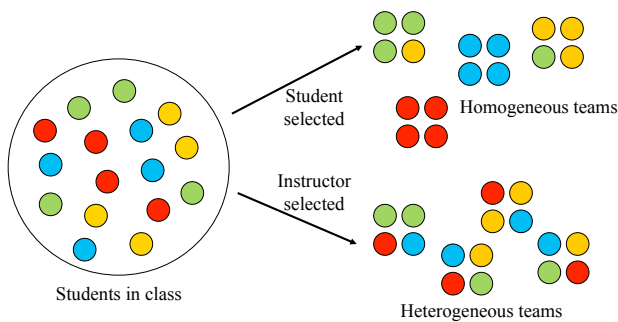 Student
selected
Homogeneous teams
Instructor
selected
Students in class
Heterogeneous teams